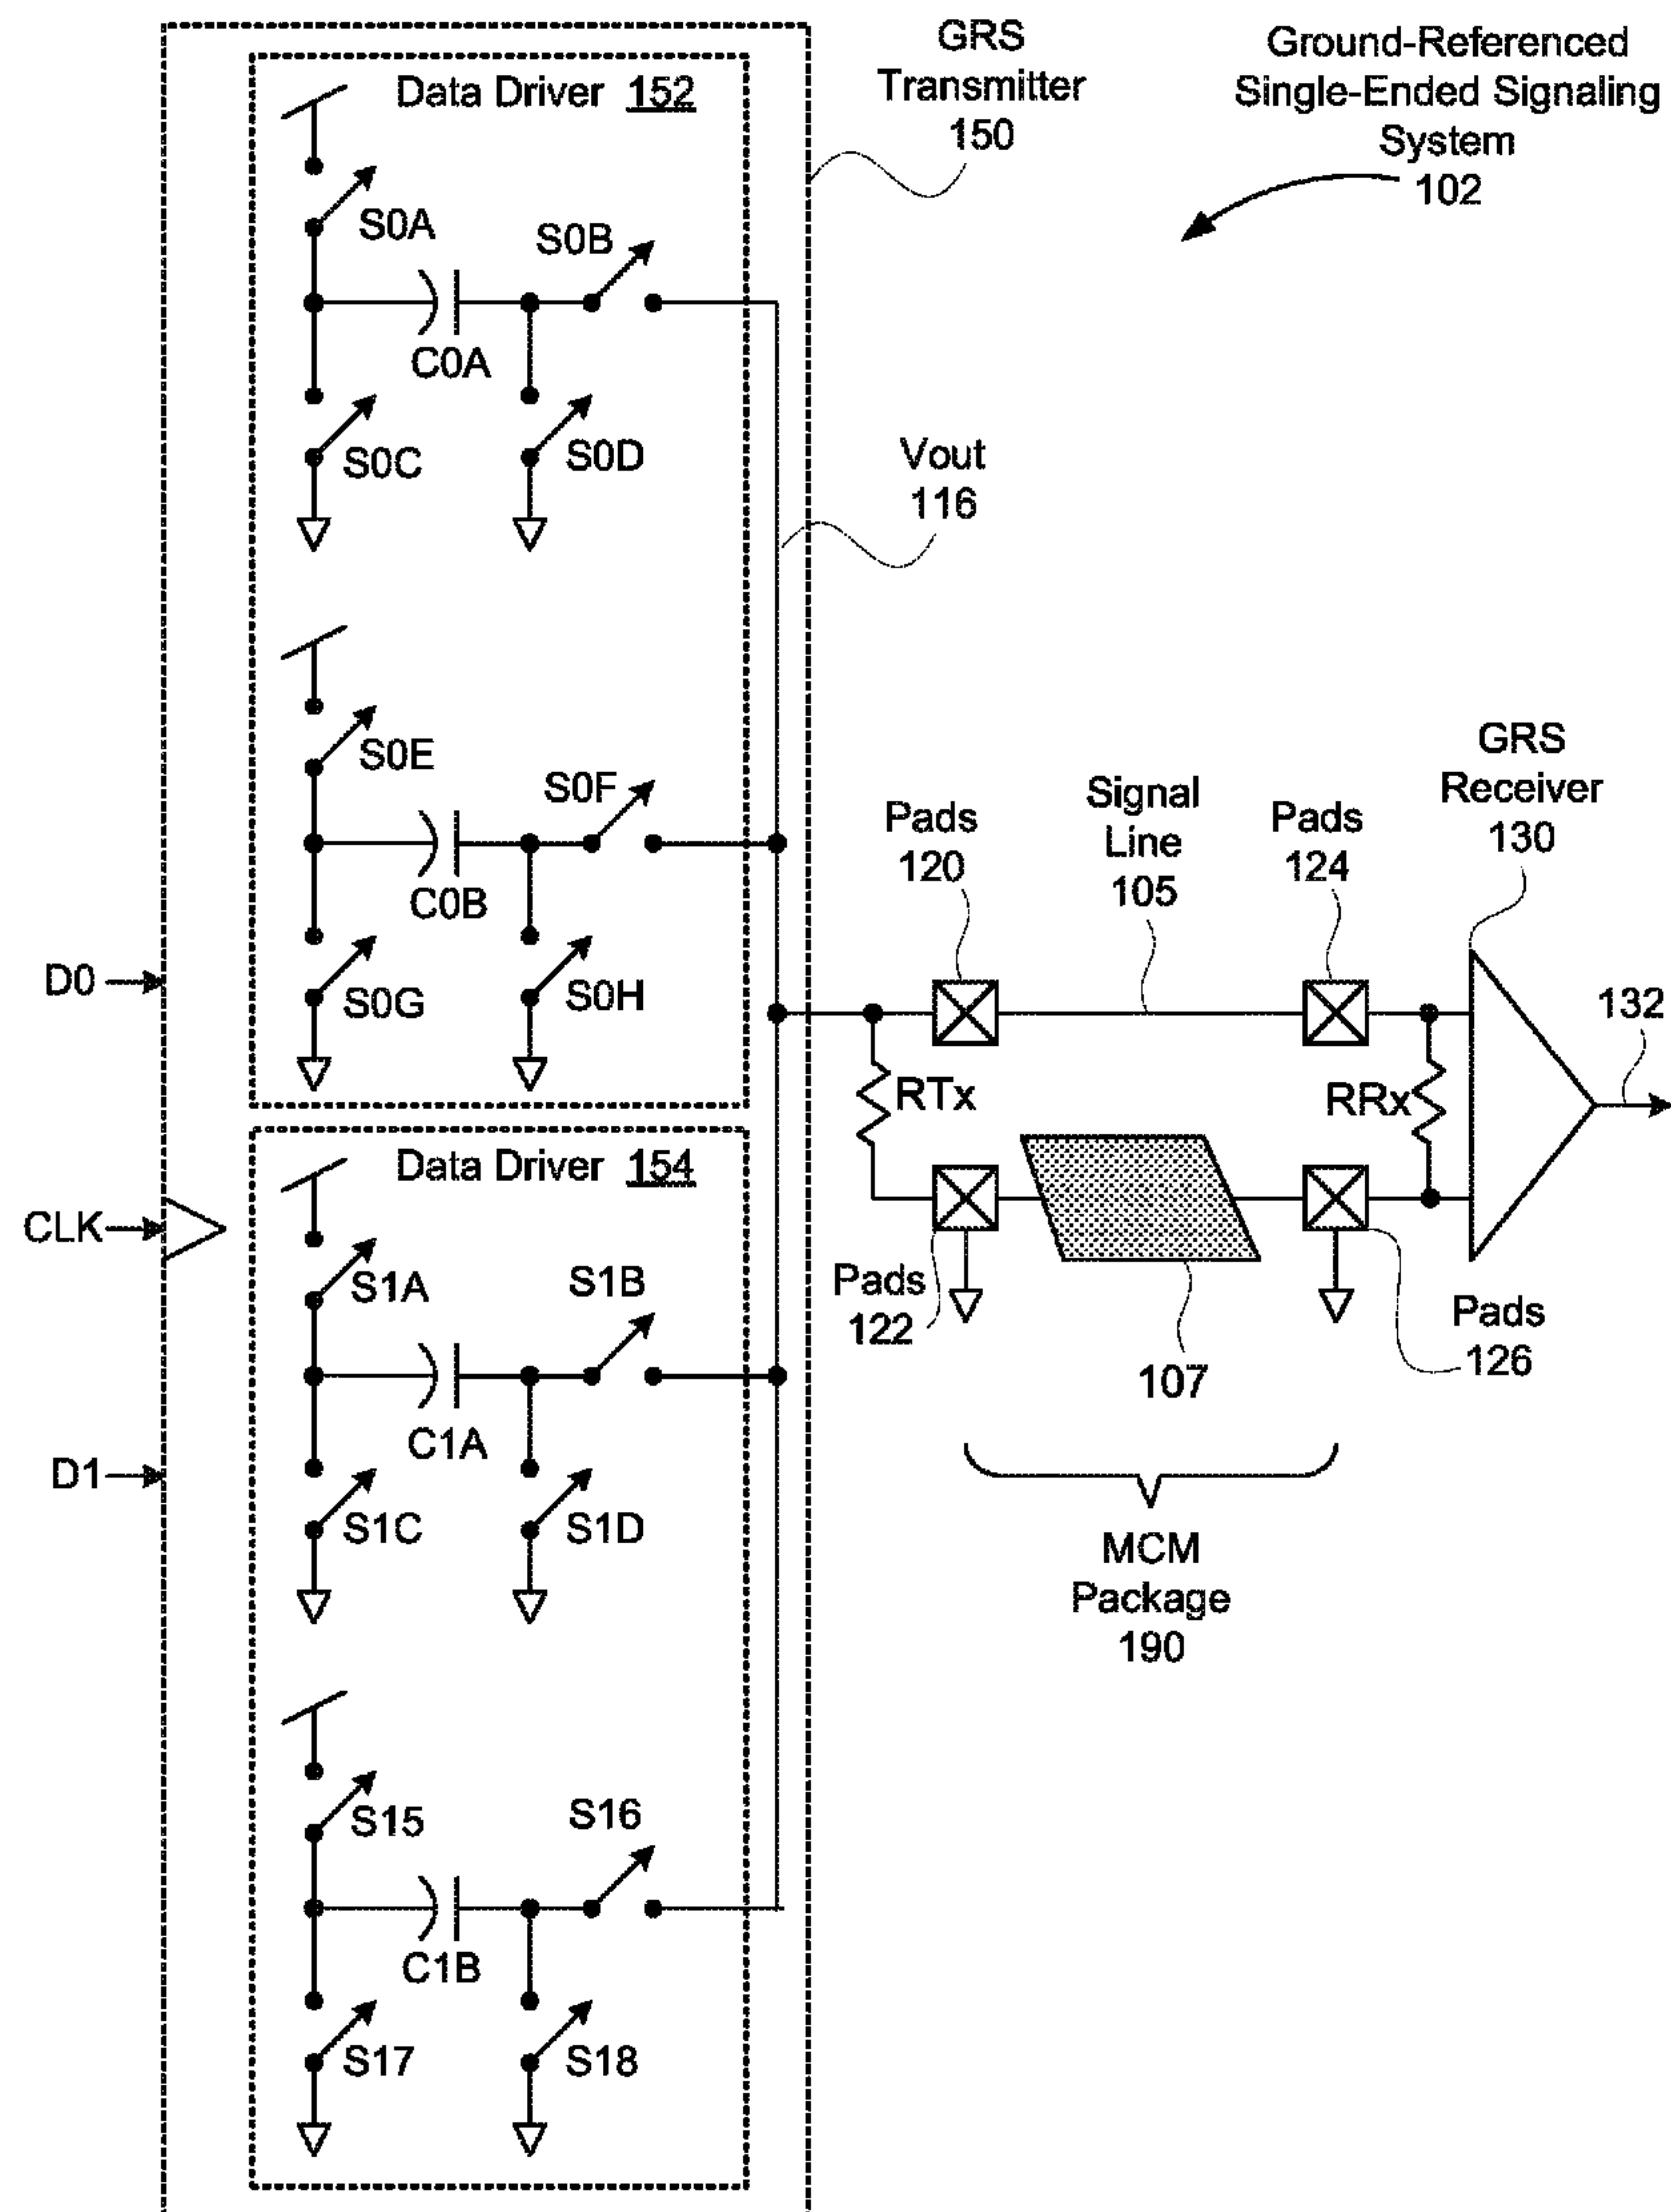 GRS
Transmitter
150
Ground-Referenced
Single-Ended Signaling
System
102
Data Driver 152
S0A
S0B
C0A
S0C
S0D
Vout
116
S0E
S0F
C0B
S0G
S0H
D0
Pads
120
Signal
Line
105
Pads
124
GRS
Receiver
130
132
RTx
RRx
Data Driver 154
CLK
S1A
S1B
C1A
S1C
S1D
D1
Pads
122
107
Pads
126
MCM
Package
190
S15
S16
C1B
S17
S18